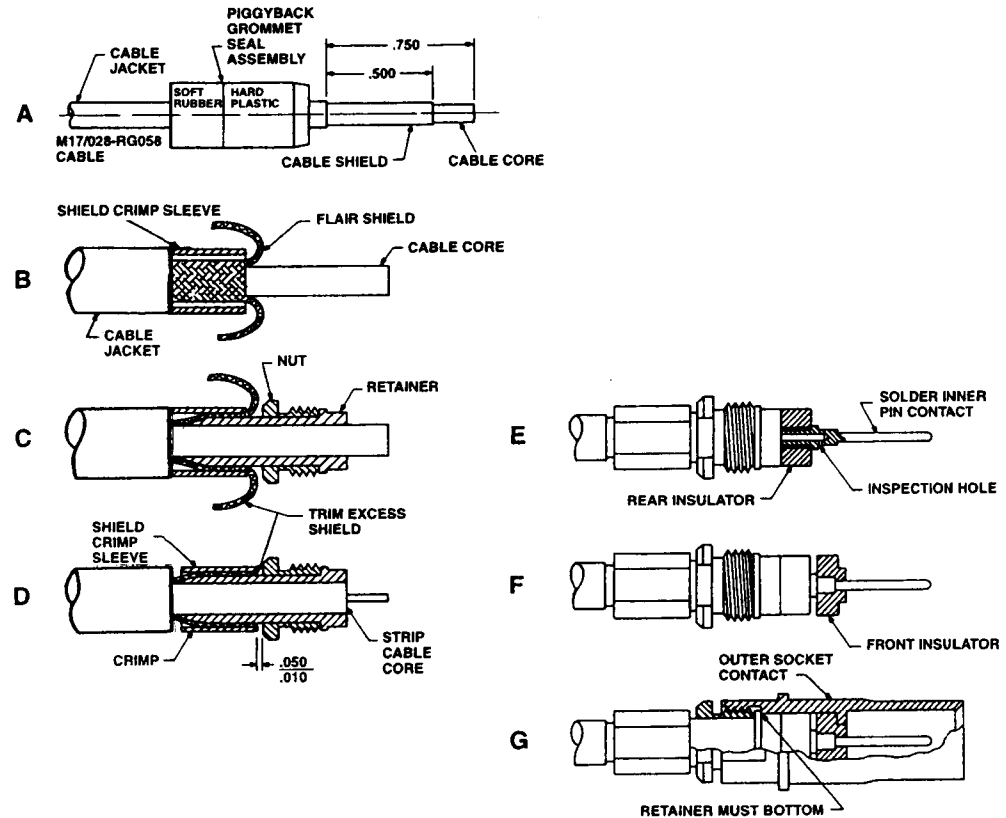 A
CABLE
JACKET
PIGGYBACK
GROMMET
SEAL
ASSEMBLY
.750
.500
SOFT
RUBBER
HARD
PLASTIC
M17/028-RG058
CABLE
CABLE SHIELD
CABLE CORE
B
SHIELD CRIMP SLEEVE
FLAIR SHIELD
CABLE CORE
CABLE
JACKET
C
NUT
RETAINER
TRIM EXCESS
SHIELD
D
SHIELD
CRIMP
SLEEVE
CRIMP
.050
.010
STRIP
CABLE
CORE
E
SOLDER INNER
PIN CONTACT
REAR INSULATOR
INSPECTION HOLE
F
FRONT INSULATOR
G
OUTER SOCKET
CONTACT
RETAINER MUST BOTTOM